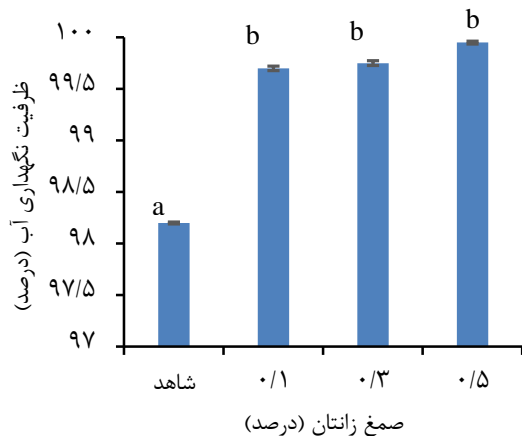 ظرفیت نگهداری آب (درصد)
۱۰۰
۹۹/۵
۹۹
۹۸/۵
۹۸
۹۷/۵
۹۷
a
b
b
b
شاهد
۰/۱
۰/۳
۰/۵
صمغ زانتان (درصد)